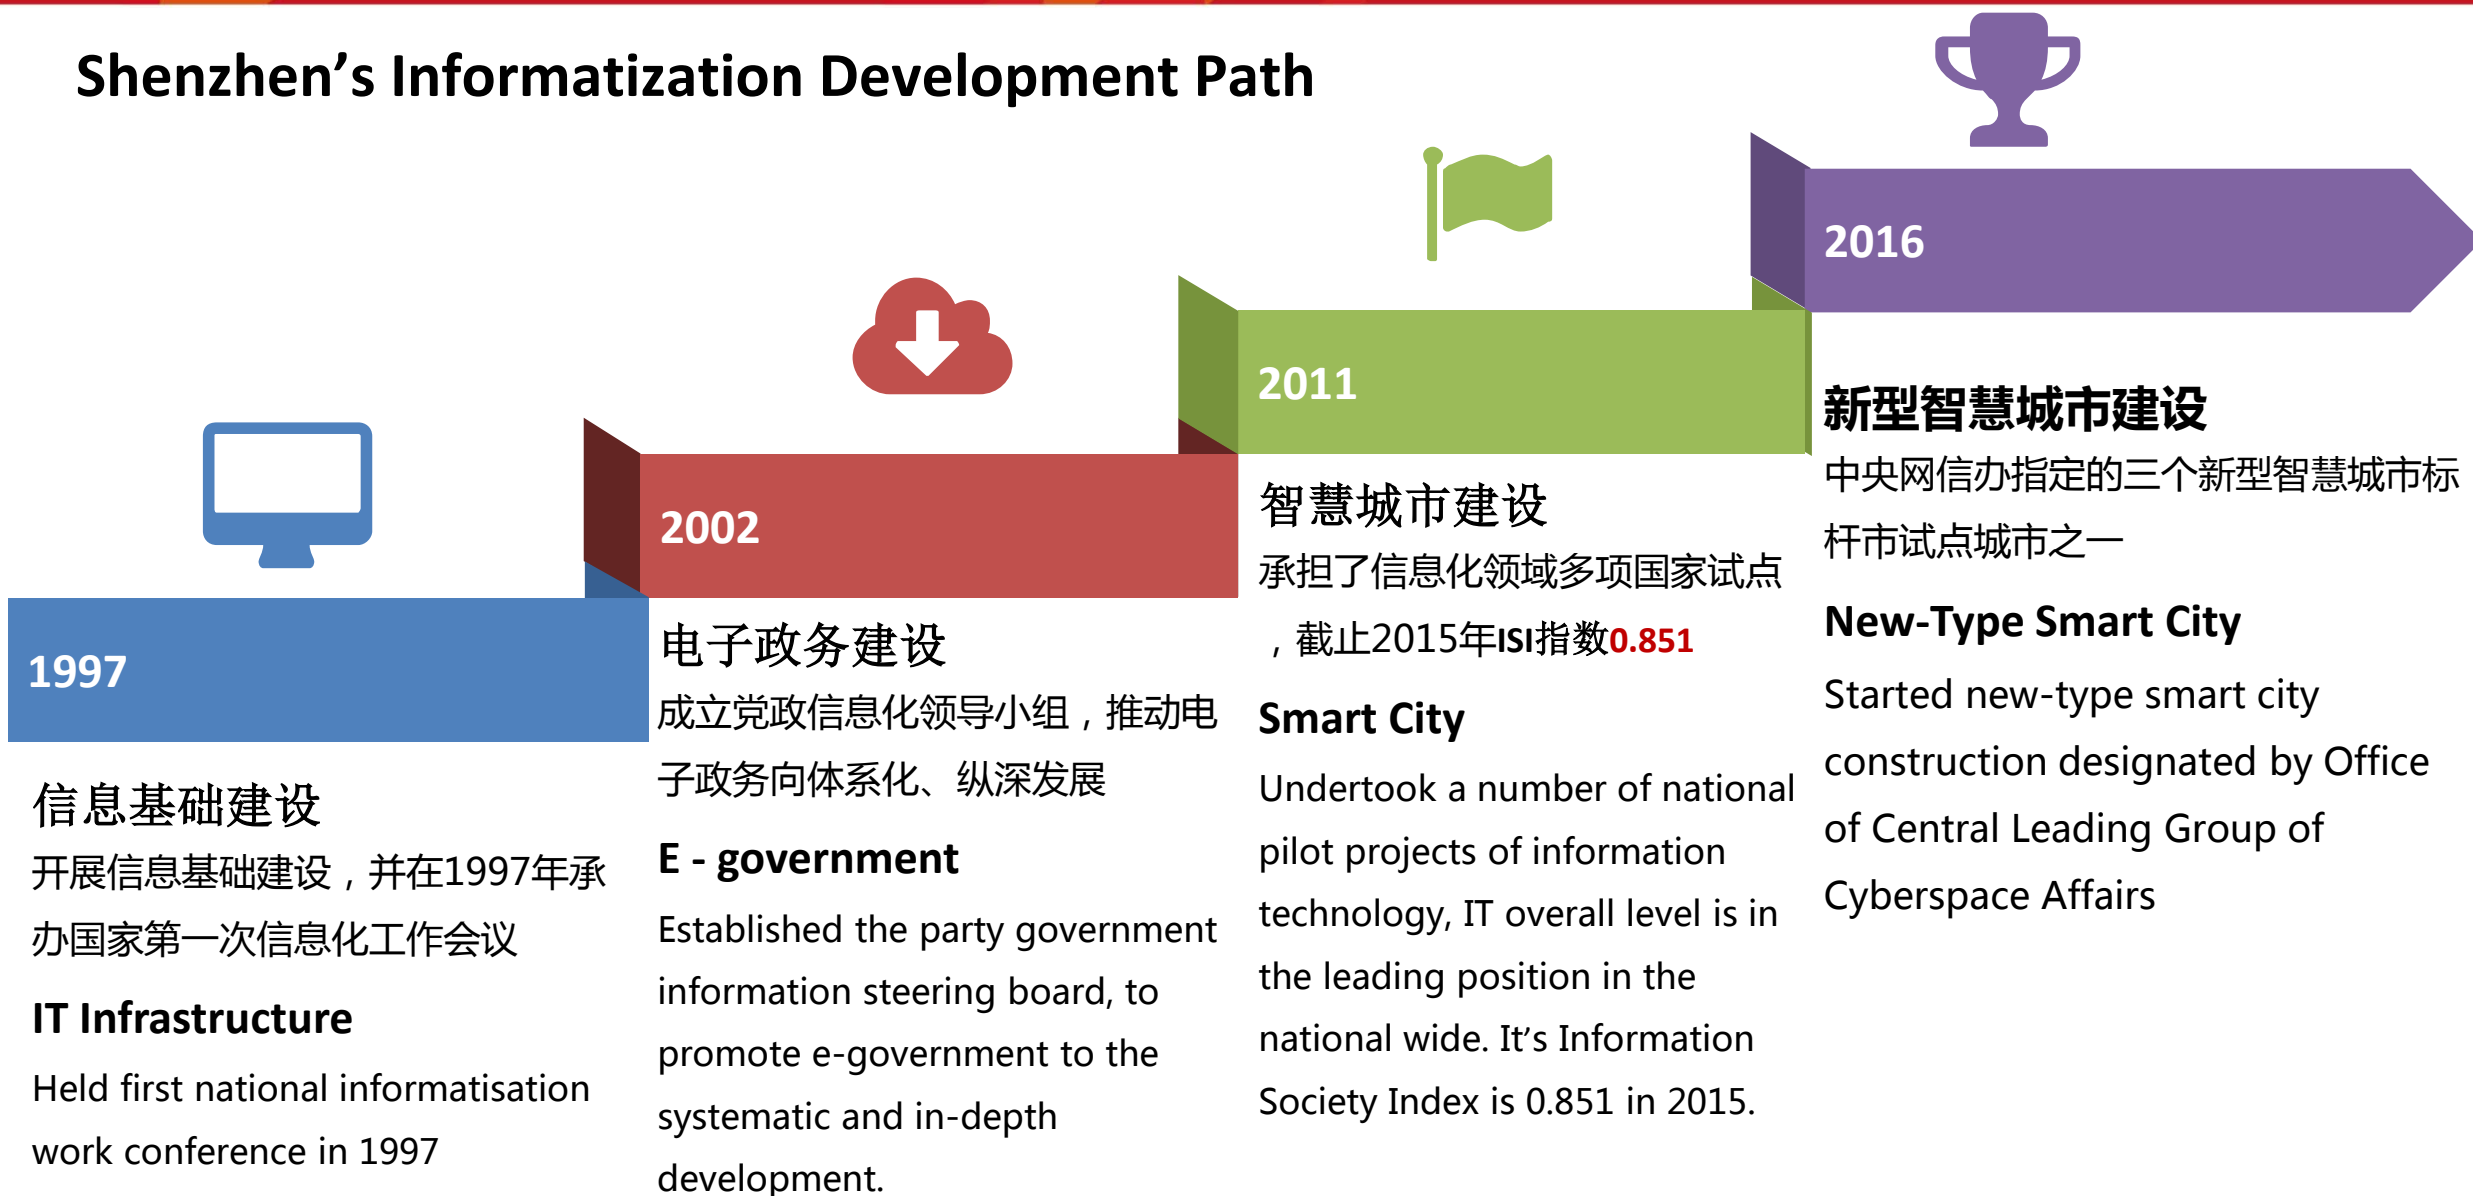 Shenzhen’s Informatization Development Path
1997
信息基础建设
开展信息基础建设，并在1997年承
办国家第一次信息化工作会议
IT Infrastructure
Held first national informatisation
work conference in 1997
2002
电子政务建设
成立党政信息化领导小组，推动电
子政务向体系化、纵深发展
E - government
Established the party government
information steering board, to
promote e-government to the
systematic and in-depth
development.
2011
智慧城市建设
承担了信息化领域多项国家试点
，截止2015年ISI指数0.851
Smart City
Undertook a number of national
pilot projects of information
technology, IT overall level is in
the leading position in the
national wide. It’s Information
Society Index is 0.851 in 2015.
2016
新型智慧城市建设
中央网信办指定的三个新型智慧城市标
杆市试点城市之一
New-Type Smart City
Started new-type smart city
construction designated by Office
of Central Leading Group of
Cyberspace Affairs